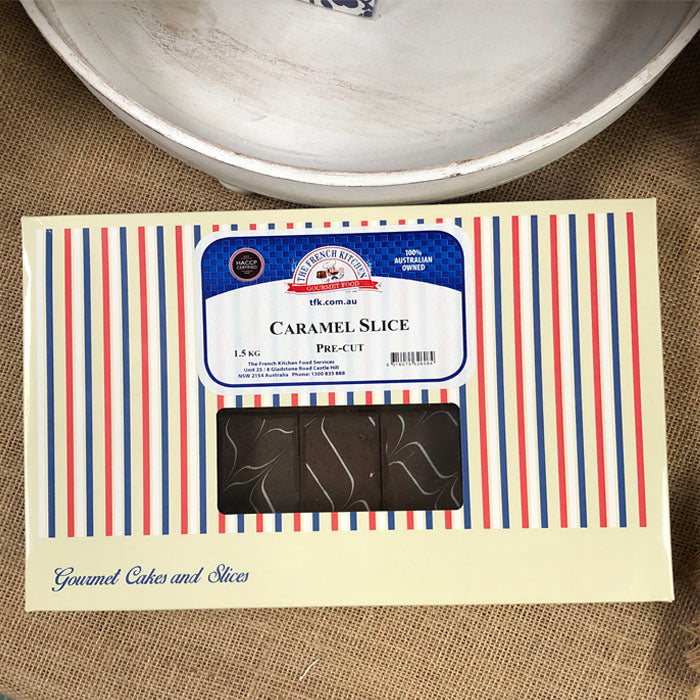 HACCP
CERTIFIED
THE FRENCH KITCHEN
GOURMET FOOD
100%
AUSTRALIAN
OWNED
tfk.com.au
CARAMEL SLICE
1.5 KG
PRE-CUT
The French Kitchen Food Services
Unit 25 / 8 Gladstone Road Castle Hill
NSW 2154 Australia Phone: 1300 835 888
Gourmet Cakes and Slices